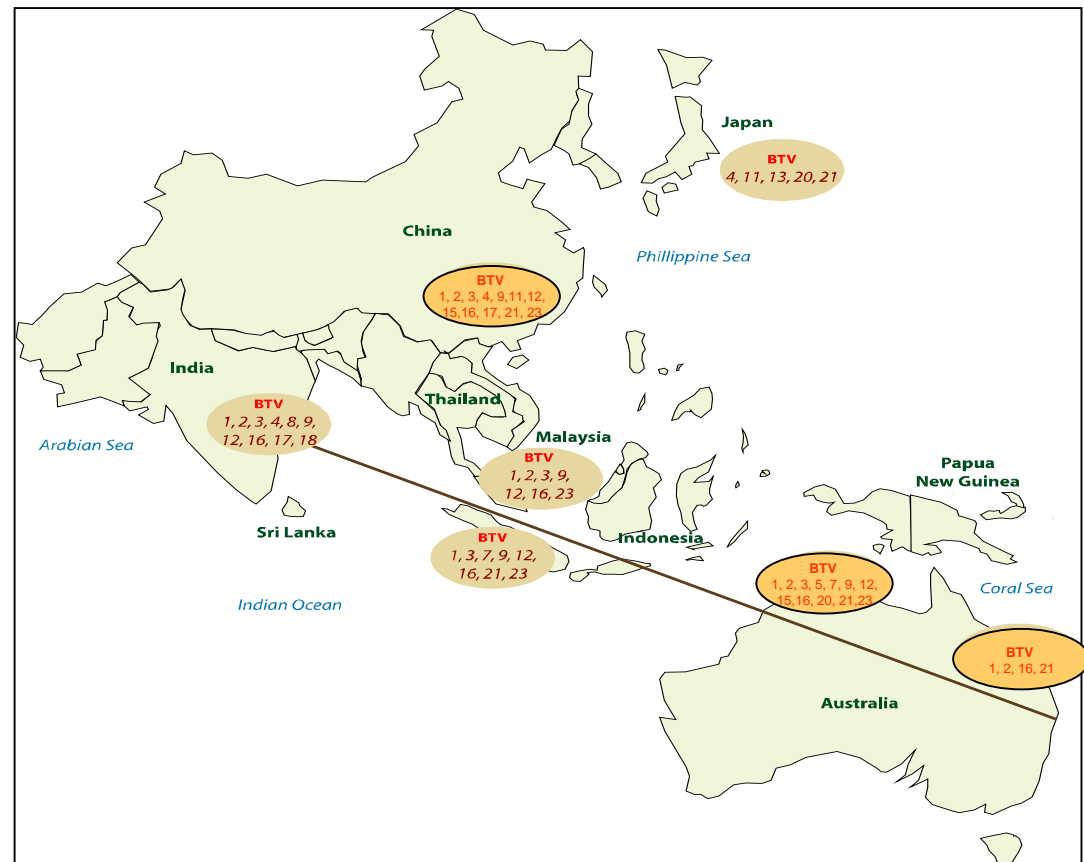 Japan
BTV
4, 11, 13, 20, 21
China
Phillippine Sea
BTV
1, 2, 3, 4, 9,11,12,
15,16, 17, 21, 23
India
Thailand
BTV
1, 2, 3, 4, 8, 9,
12, 16, 17, 18
Arabian Sea
Malaysia
BTV
1, 2, 3, 9,
12, 16, 23
Papua
New Guinea
Sri Lanka
Indonesia
BTV
1, 3, 7, 9, 12,
16, 21, 23
BTV
1, 2, 3, 5, 7, 9, 12,
15,16, 20, 21,23
Coral Sea
Indian Ocean
BTV
1, 2, 16, 21
Australia